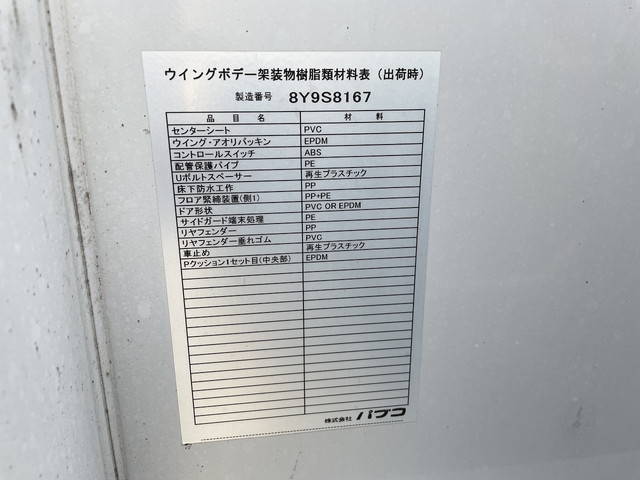 ウイングボデー架装物樹脂類材料表（出荷時）
製造番号 8Y9S8167
品目名 材料
センターシート PVC
ウイング・アオリパッキン EPDM
コントロールスイッチ ABS
配管保護パイプ PE
Uボルトスペーサー 再生プラスチック
床下防水工作 PP
フロア緊締装置(側1) PP+PE
ドア形状 PVC OR EPDM
サイドガード端末処理 PE
リヤフェンダー PP
リヤフェンダー垂れゴム PVC
車止め 再生プラスチック
Pクッション1セット目(中央部) EPDM
株式会社 パブコ